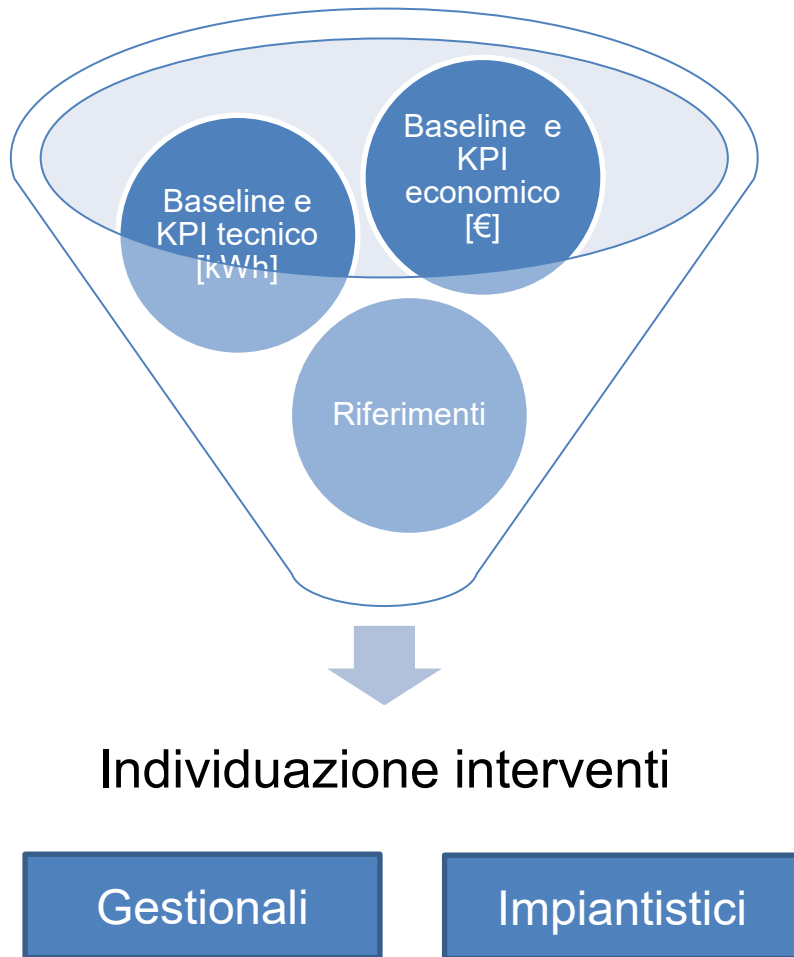 Baseline e
KPI
economico
[€]
Baseline e
KPI tecnico
[kWh]
Riferimenti
Individuazione interventi
Gestionali
Impiantistici